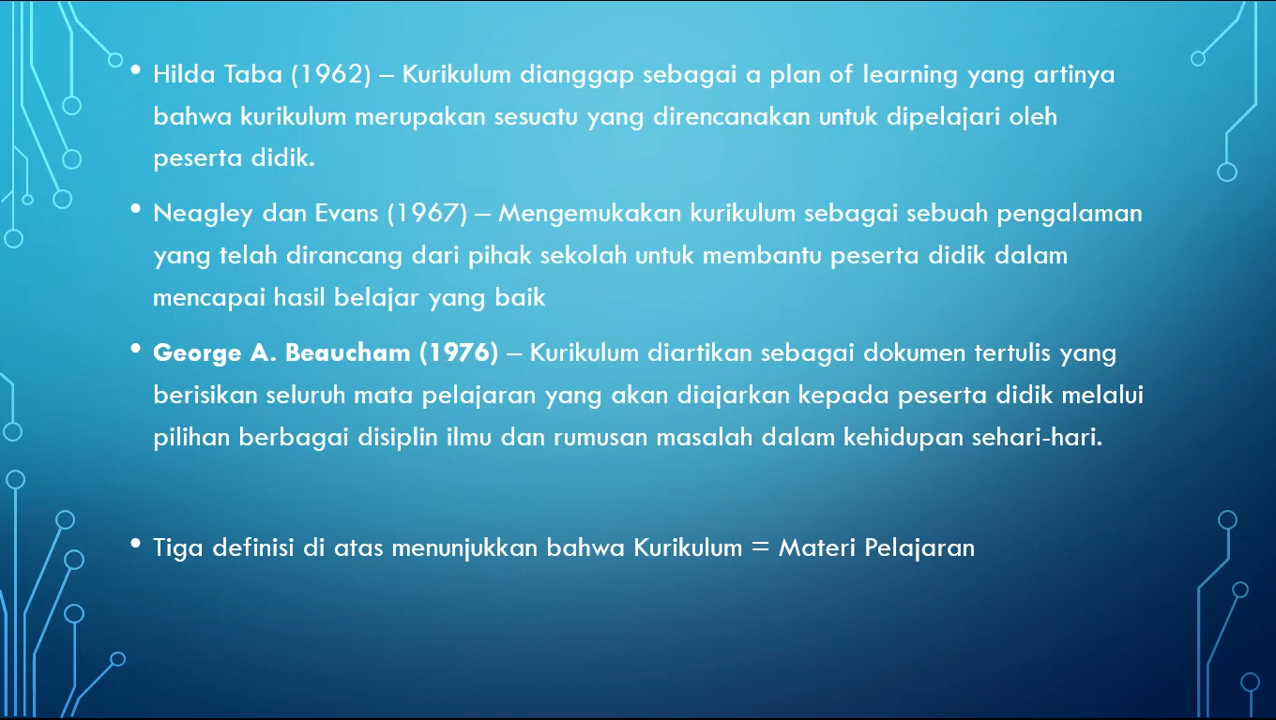 • Hilda Taba (1962) – Kurikulum dianggap sebagai a plan of learning yang artinya
bahwa kurikulum merupakan sesuatu yang direncanakan untuk dipelajari oleh
peserta didik.
• Neagley dan Evans (1967) – Mengemukakan kurikulum sebagai sebuah pengalaman
yang telah dirancang dari pihak sekolah untuk membantu peserta didik dalam
mencapai hasil belajar yang baik
• George A. Beaucham (1976) – Kurikulum diartikan sebagai dokumen tertulis yang
berisikan seluruh mata pelajaran yang akan diajarkan kepada peserta didik melalui
pilihan berbagai disiplin ilmu dan rumusan masalah dalam kehidupan sehari-hari.
• Tiga definisi di atas menunjukkan bahwa Kurikulum = Materi Pelajaran